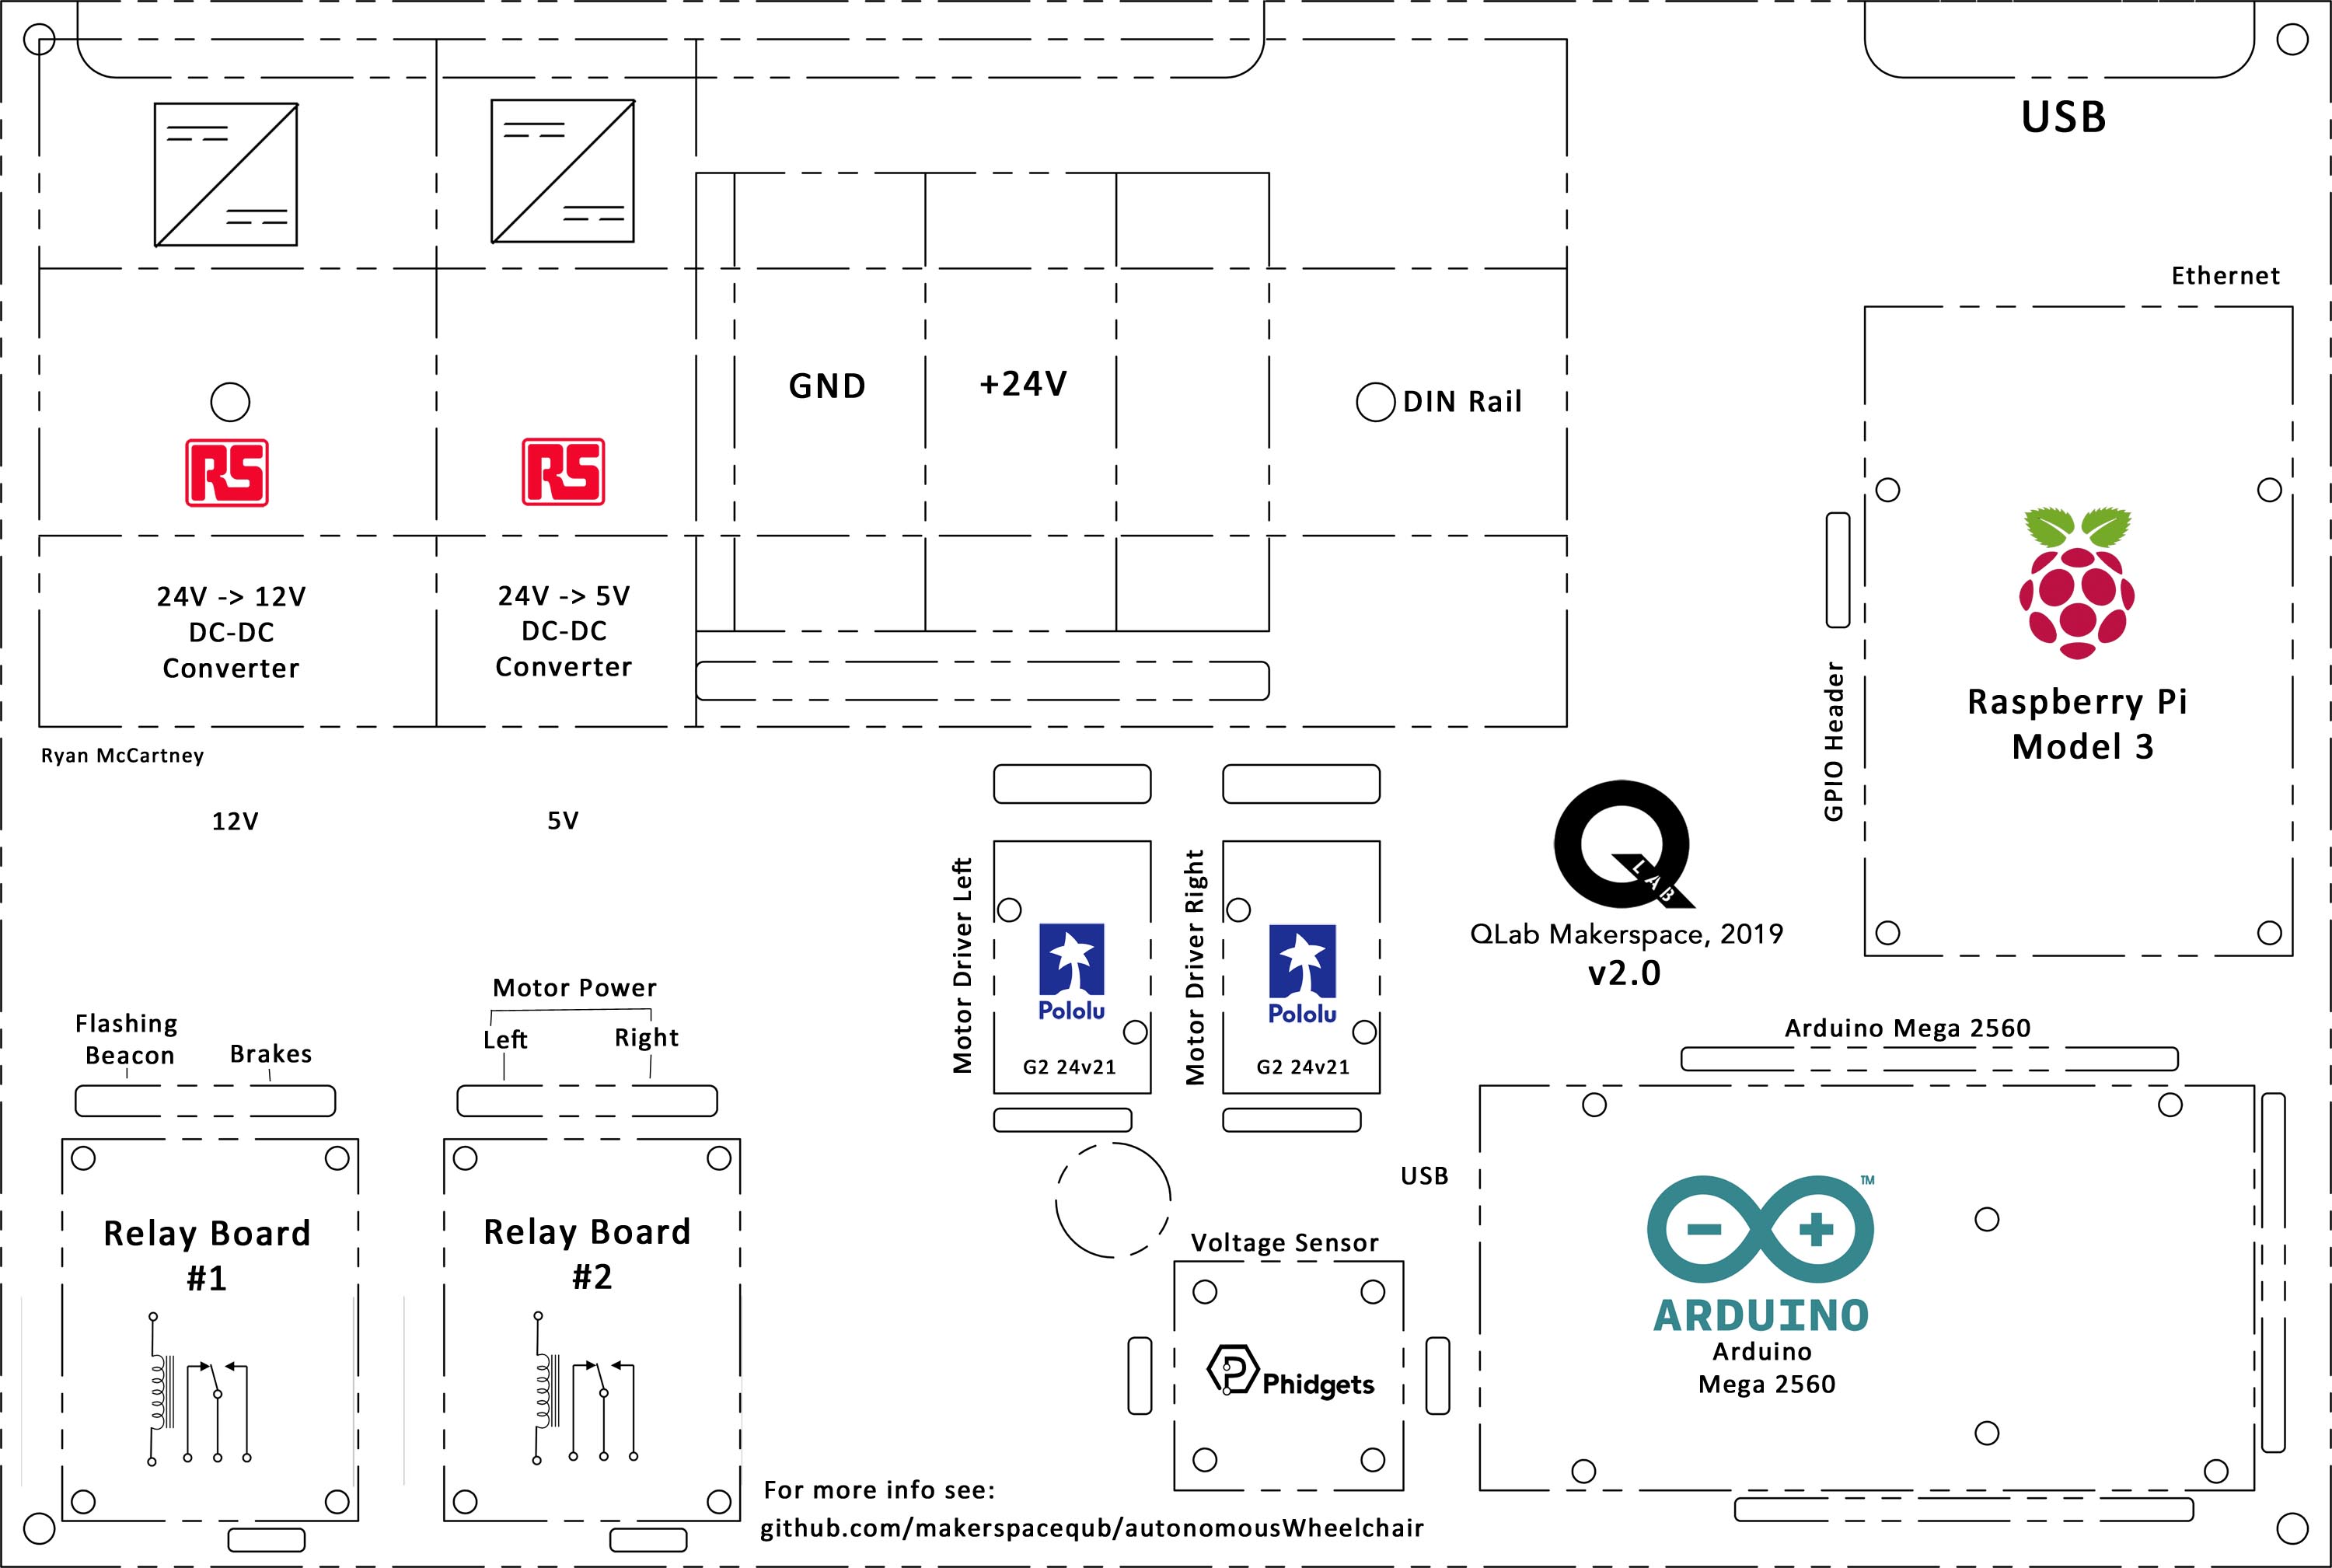 USB
Ethernet
GND
+24V
DIN Rail
RS
RS
24V -> 12V
DC-DC
Converter
24V -> 5V
DC-DC
Converter
Raspberry Pi
Model 3
GPIO Header
Ryan McCartney
12V
5V
Motor Driver Left
Pololu
G2 24v21
Motor Driver Right
Pololu
G2 24v21
LAB
QLab Makerspace, 2019
v2.0
Flashing
Beacon
Brakes
Motor Power
Left
Right
Relay Board
#1
Relay Board
#2
Arduino Mega 2560
USB
Voltage Sensor
Phidgets
TM
ARDUINO
Arduino
Mega 2560
For more info see:
github.com/makerspacequb/autonomousWheelchair